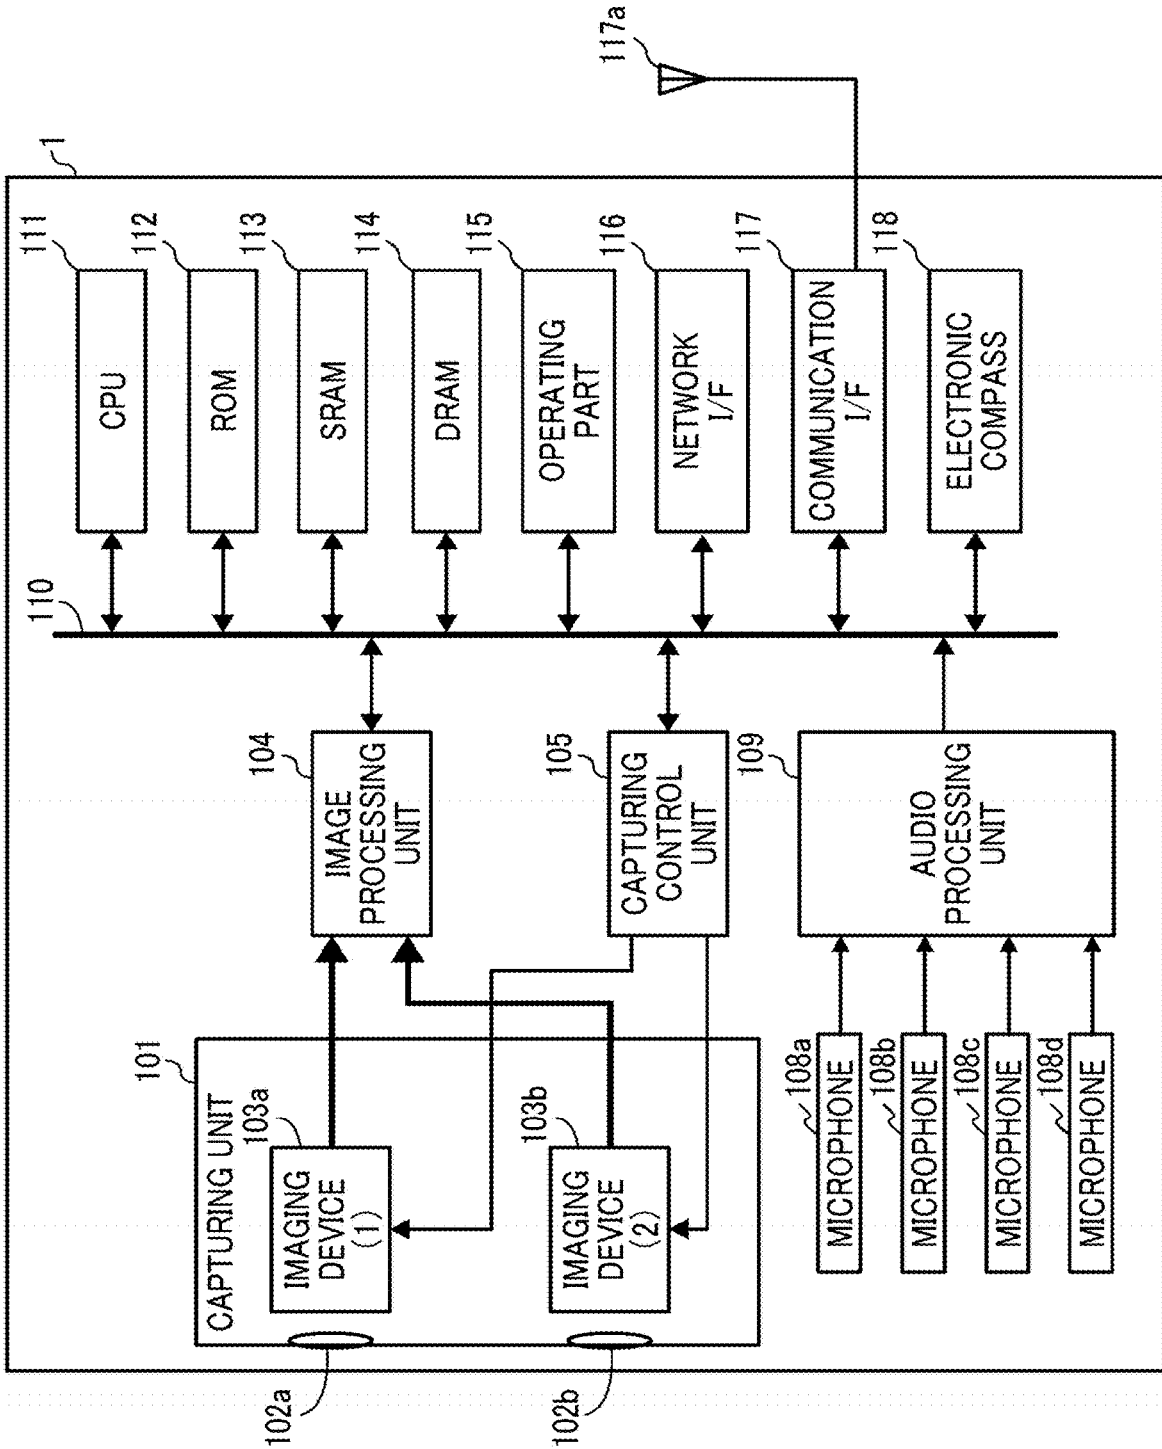 1
CAPTURING UNIT
101
102a
102b
IMAGING
DEVICE
(1)
103a
IMAGING
DEVICE
(2)
103b
IMAGE
PROCESSING
UNIT
104
CAPTURING
CONTROL
UNIT
105
MICROPHONE
108a
MICROPHONE
108b
MICROPHONE
108c
MICROPHONE
108d
AUDIO
PROCESSING
UNIT
109
110
CPU
111
ROM
112
SRAM
113
DRAM
114
OPERATING
PART
115
NETWORK
I/F
116
COMMUNICATION
I/F
117
117a
ELECTRONIC
COMPASS
118